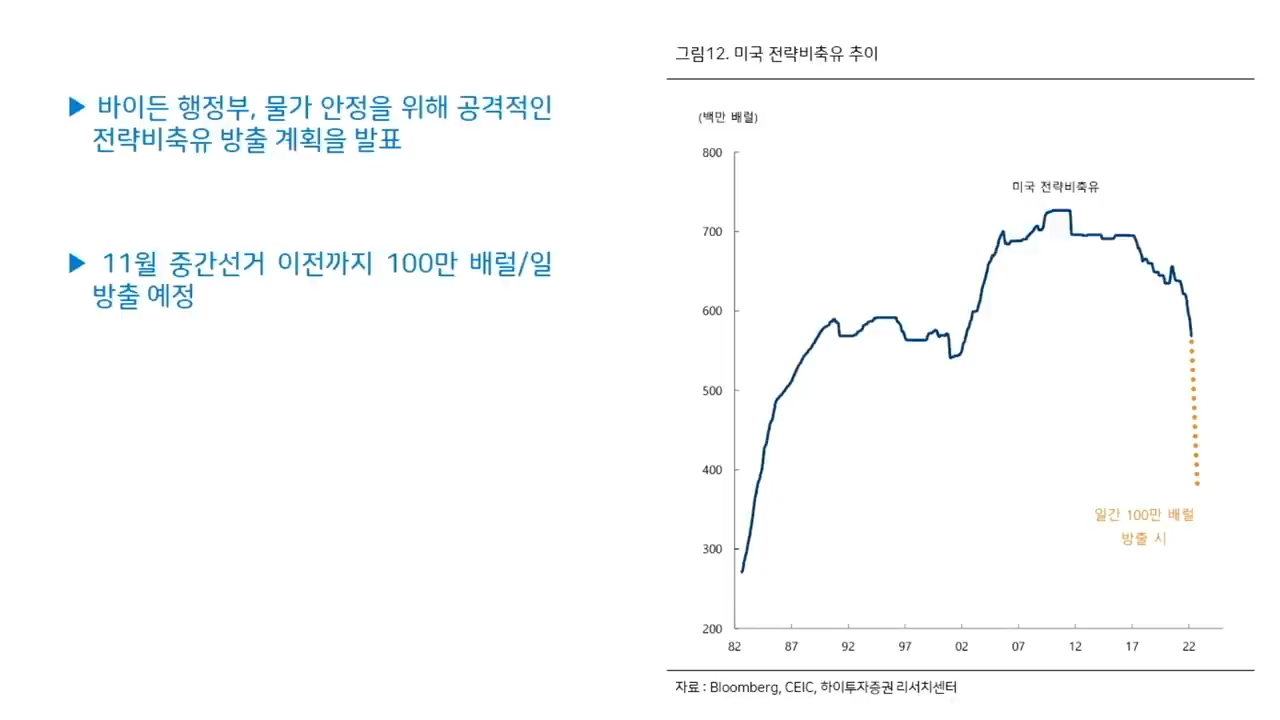 ▶ 바이든 행정부, 물가 안정을 위해 공격적인
전략비축유 방출 계획을 발표
▶ 11월 중간선거 이전까지 100만 배럴/일
방출 예정
그림12. 미국 전략비축유 추이
(백만 배럴)
800
700
600
500
400
300
200
미국 전략비축유
일간 100만 배럴
방출 시
82 87 92 97 02 07 12 17 22
자료 : Bloomberg, CEIC, 하이투자증권 리서치센터